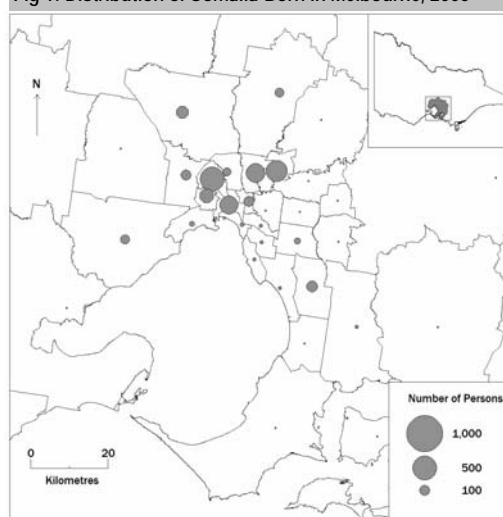 Fig 1: Distribution of Somalia-Born in Melbourne, 2006
N
Number of Persons
1,000
500
100
0 20
Kilometres